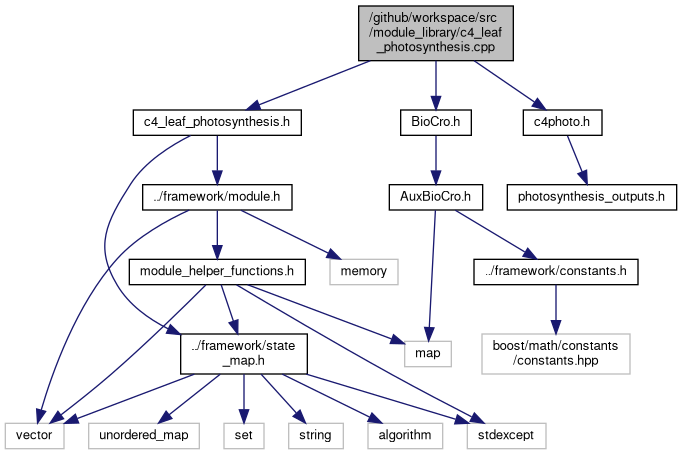 /github/workspace/src
/module_library/c4_leaf
_photosynthesis.cpp
c4_leaf_photosynthesis.h
BioCro.h
c4photo.h
../framework/module.h
AuxBioCro.h
photosynthesis_outputs.h
module_helper_functions.h
memory
../framework/constants.h
../framework/state
_map.h
map
boost/math/constants
/constants.hpp
vector
unordered_map
set
string
algorithm
stdexcept